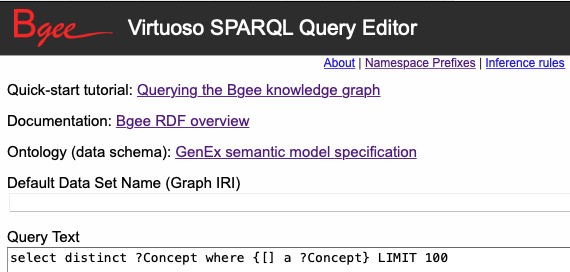 Bgee Virtuoso SPARQL Query Editor
About | Namespace Prefixes | Inference rules
Quick-start tutorial: Querying the Bgee knowledge graph
Documentation: Bgee RDF overview
Ontology (data schema): GenEx semantic model specification
Default Data Set Name (Graph IRI)
Query Text
select distinct ?Concept where {[] a ?Concept} LIMIT 100